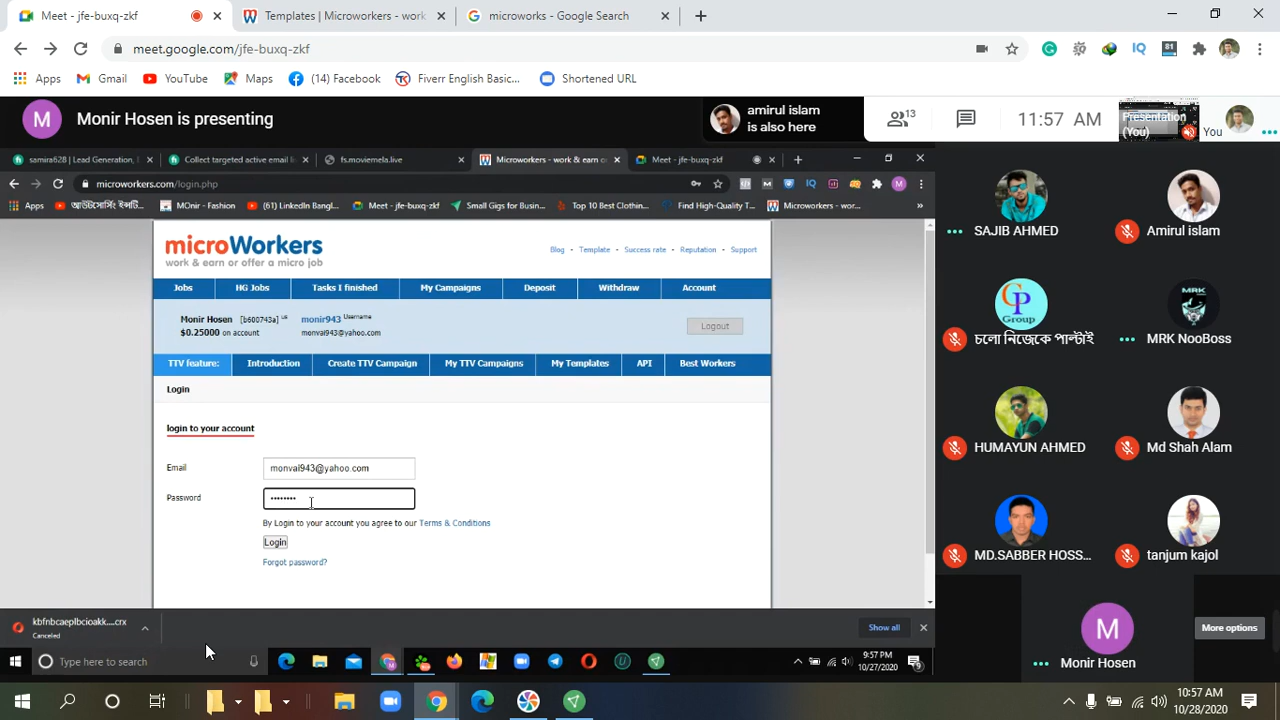 Meet - jfe-buxq-zkf
Templates | Microworkers - work
microworks - Google Search
meet.google.com/jfe-buxq-zkf
81
Apps
Gmail
YouTube
Maps
(14) Facebook
Fiverr English Basic...
Shortened URL
M
Monir Hosen is presenting
amirul islam
is also here
13
11:57 AM
Presentation
(You)
You
samira628 | Lead Generation,
Collect targeted active email li
fs.moviemela.live
Microworkers - work & earn o
Meet - jfe-buxq-zkf
microworkers.com/login.php
Apps
MOnir - Fashion
(61) LinkedIn Bangl...
Meet - jfe-buxq-zkf
Small Gigs for Busin...
Top 10 Best Clothin...
Find High-Quality T...
Microworkers - wor...
microWorkers
work & earn or offer a micro job
Blog
Template
Success rate
Reputation
Support
Jobs
HG Jobs
Tasks I finished
My Campaigns
Deposit
Withdraw
Account
Monir Hosen [b600743a] us
monir943 Username
$0.25000 on account
monval943@yahoo.com
Logout
TTV feature:
Introduction
Create TTV Campaign
My TTV Campaigns
My Templates
API
Best Workers
Login
login to your account
Email
monval943@yahoo.com
Password
By Login to your account you agree to our Terms & Conditions
Login
Forgot password?
kbfnbcaeplbcioakk....crx
Canceled
Show all
Type here to search
9:57 PM
10/27/2020
SAJIB AHMED
Amirul islam
CP
Group
চলো নিজেকে পাল্টাই
MRK
MRK NooBoss
HUMAYUN AHMED
Md Shah Alam
MD.SABBER HOSS...
tanjum kajol
M
Monir Hosen
More options
10:57 AM
10/28/2020